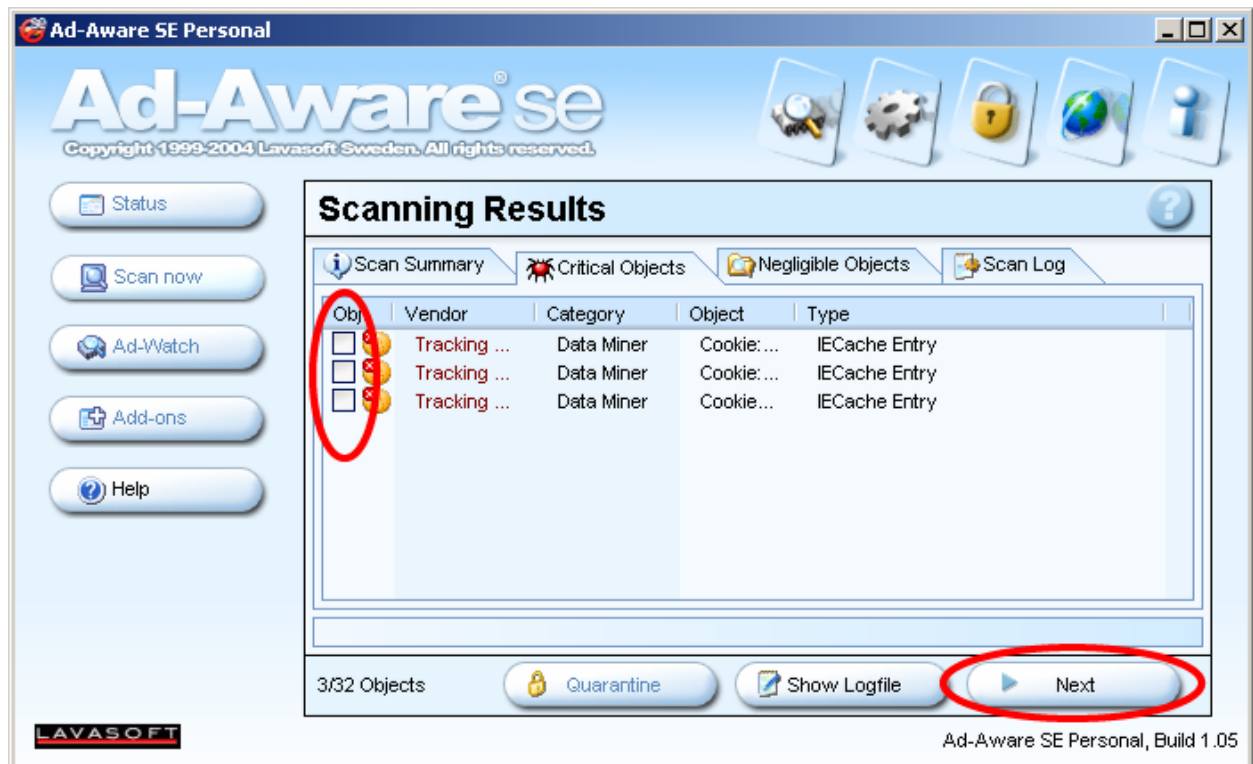 Ad-Aware SE Personal
Ad-Aware® se
Copyright 1999-2004 Lavasoft Sweden. All rights reserved.
Status
Scan now
Ad-Watch
Add-ons
Help
Scanning Results
Scan Summary Critical Objects Negligible Objects Scan Log
Obj Vendor Category Object Type
Tracking ... Data Miner Cookie:... IECache Entry
Tracking ... Data Miner Cookie:... IECache Entry
Tracking ... Data Miner Cookie... IECache Entry
3/32 Objects Quarantine Show Logfile Next
LAVASOFT
Ad-Aware SE Personal, Build 1.05